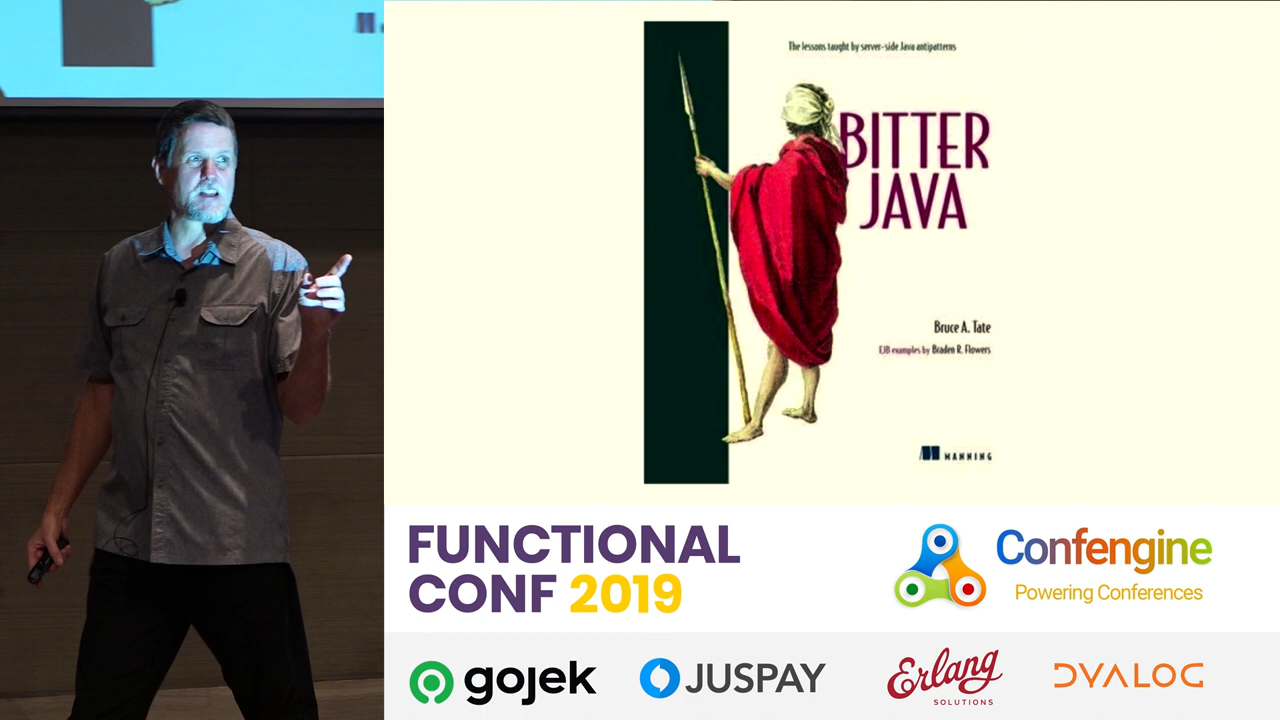 The lessons taught by server-side Java antipatterns
BITTER
JAVA
Bruce A. Tate
EJB examples by Braden R. Flowers
MANNING
FUNCTIONAL
CONF 2019
Confengine
Powering Conferences
gojek
JUSPAY
Erlang
SOLUTIONS
DYALOG